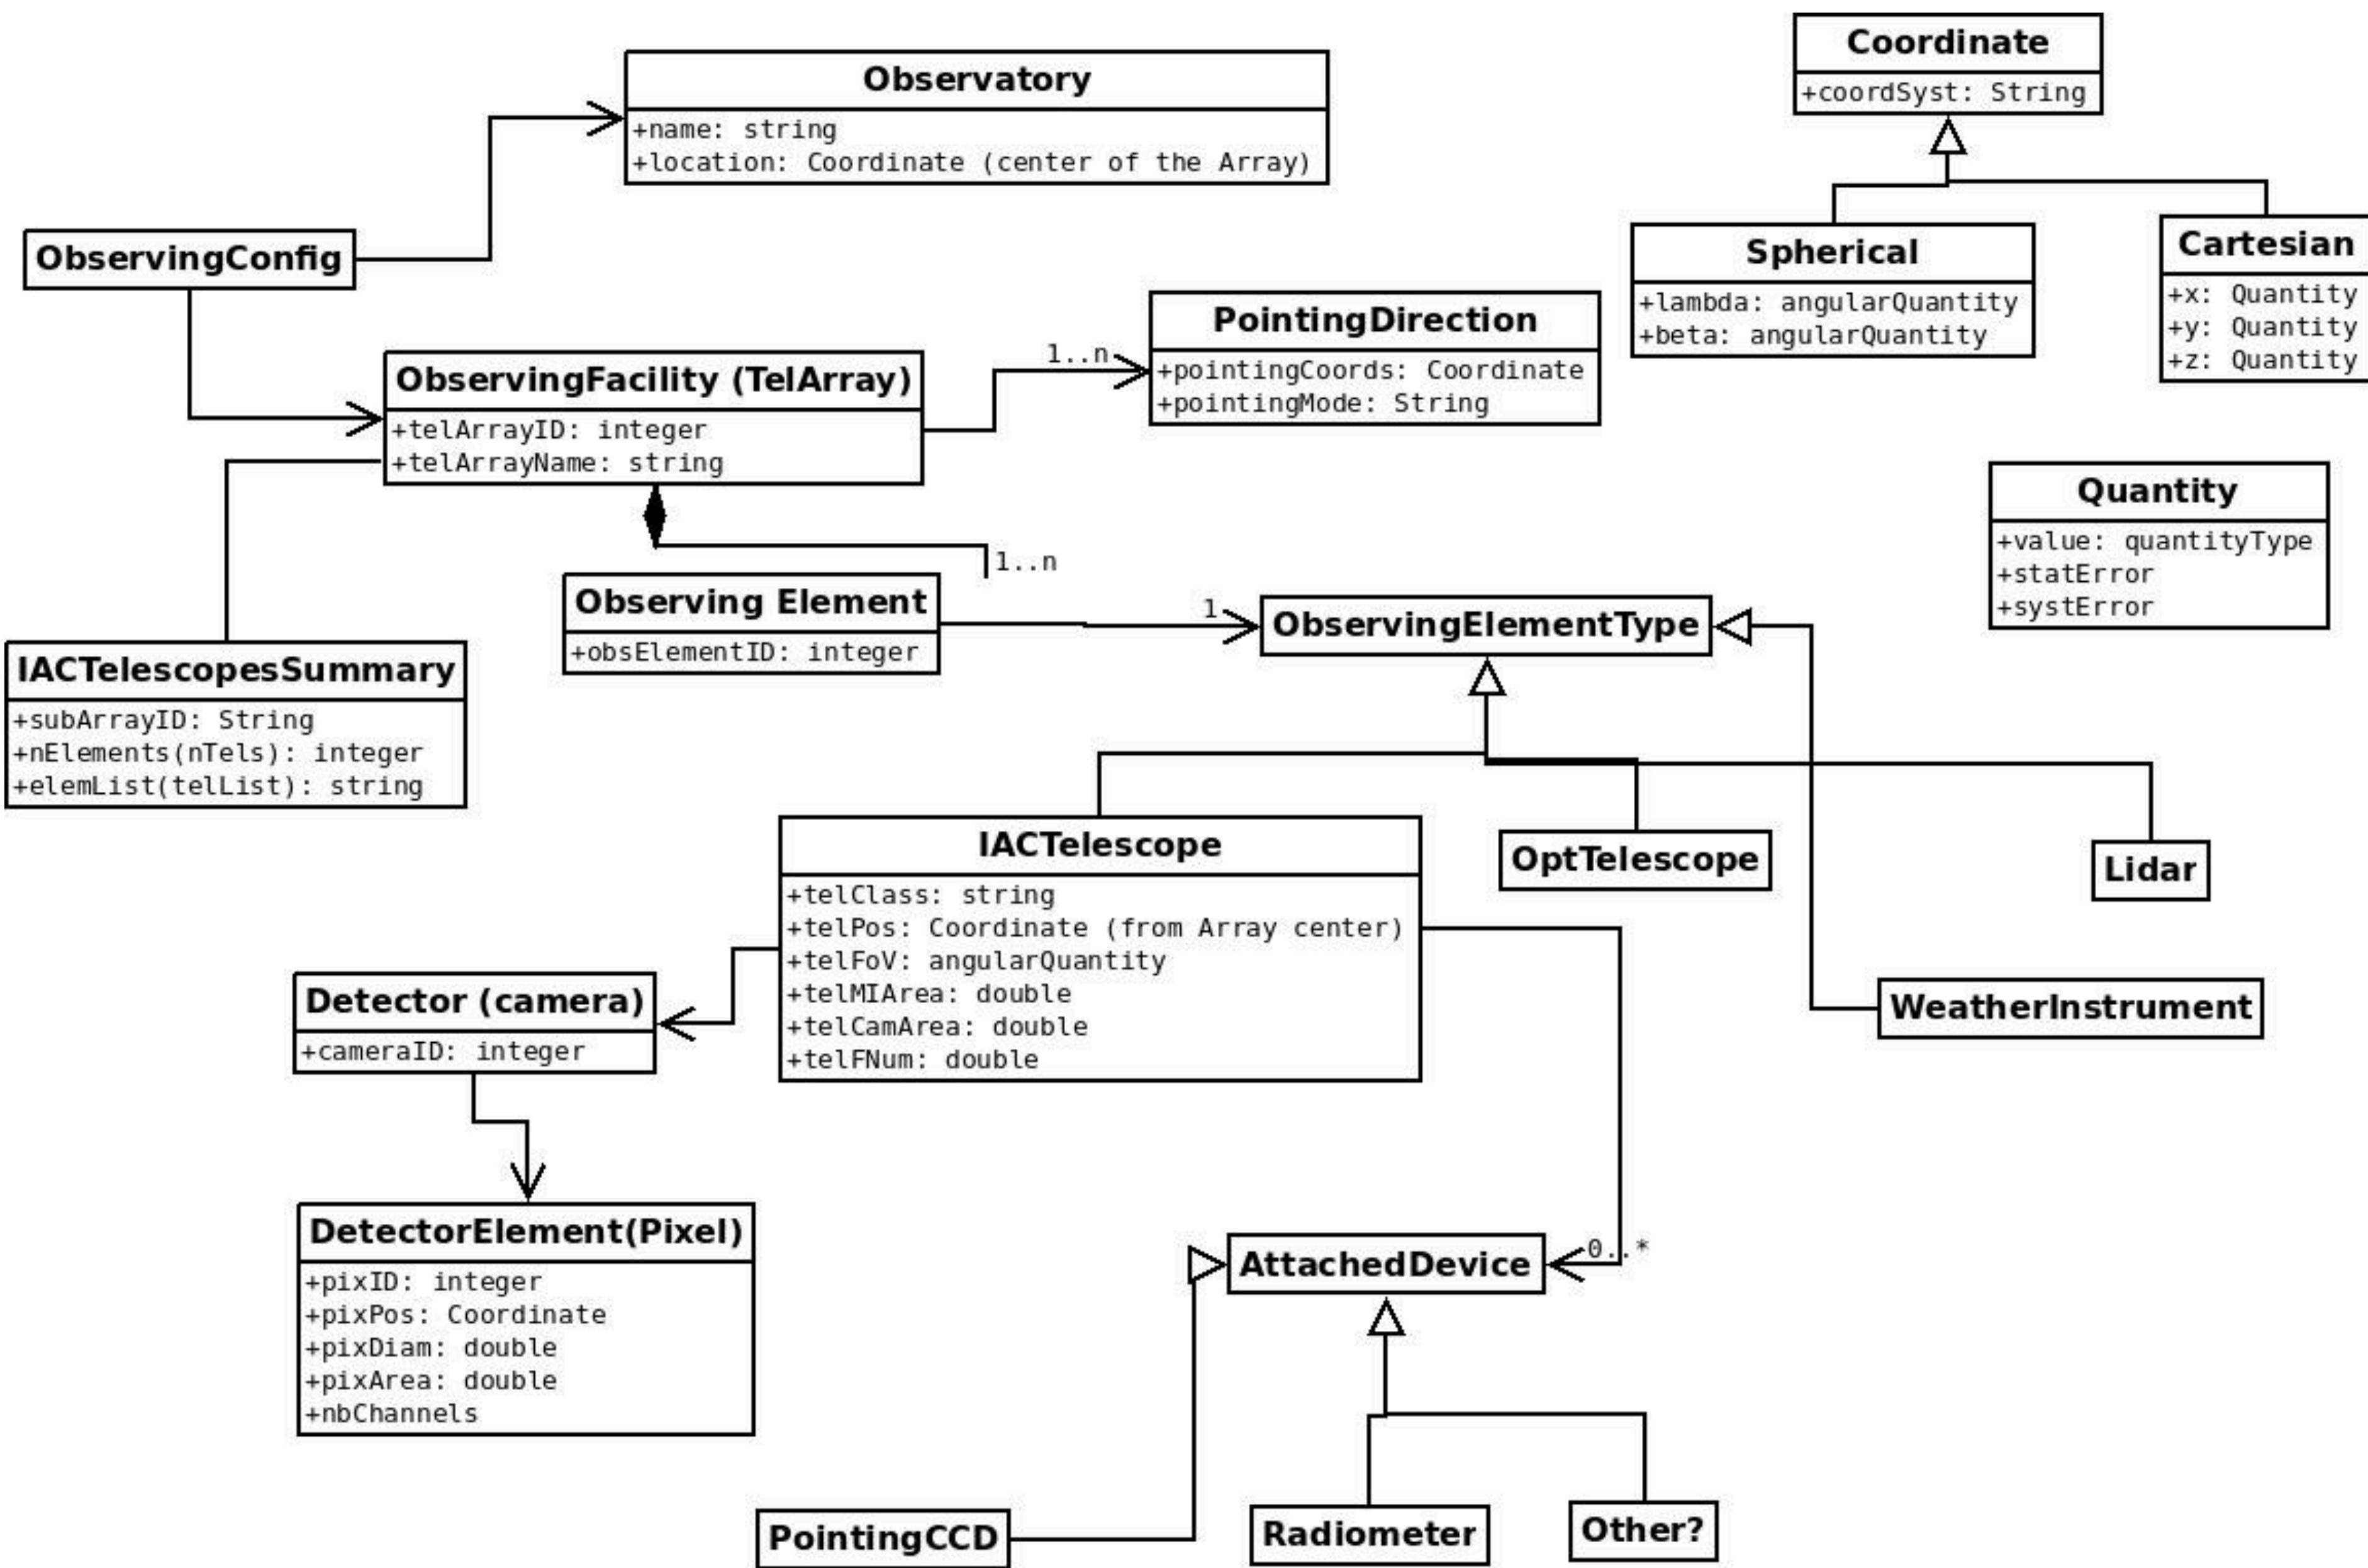 Observatory
+name: string
+location: Coordinate (center of the Array)
Coordinate
+coordSyst: String
ObservingConfig
Spherical
+lambda: angularQuantity
+beta: angularQuantity
Cartesian
+x: Quantity
+y: Quantity
+z: Quantity
PointingDirection
+pointingCoords: Coordinate
+pointingMode: String
1..n
ObservingFacility (TelArray)
+telArrayID: integer
+telArrayName: string
Quantity
+value: quantityType
+statError
+systError
1..n
Observing Element
+obsElementID: integer
1
ObservingElementType
IACTelescopesSummary
+subArrayID: String
+nElements(nTels): integer
+elemList(telList): string
IACTelescope
+telClass: string
+telPos: Coordinate (from Array center)
+telFoV: angularQuantity
+telMIArea: double
+telCamArea: double
+telFNum: double
OptTelescope
Lidar
Detector (camera)
+cameraID: integer
WeatherInstrument
DetectorElement(Pixel)
+pixID: integer
+pixPos: Coordinate
+pixDiam: double
+pixArea: double
+nbChannels
AttachedDevice
0..*
PointingCCD
Radiometer
Other?